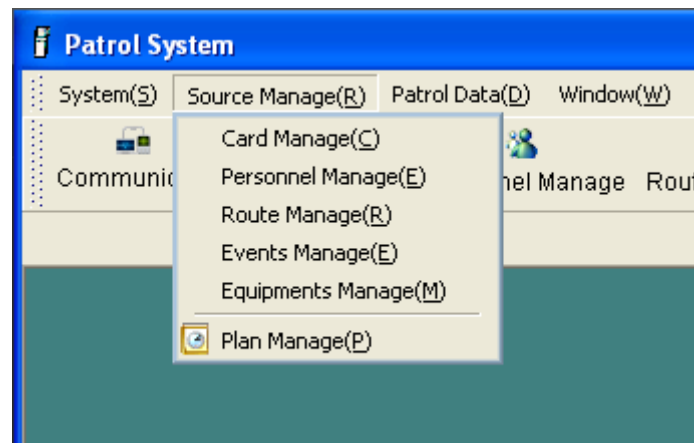 Patrol System
System(S) Source Manage(R) Patrol Data(D) Window(W)
Card Manage(C)
Personnel Manage(E)
Route Manage(R)
Events Manage(E)
Equipments Manage(M)
Plan Manage(P)
Manage